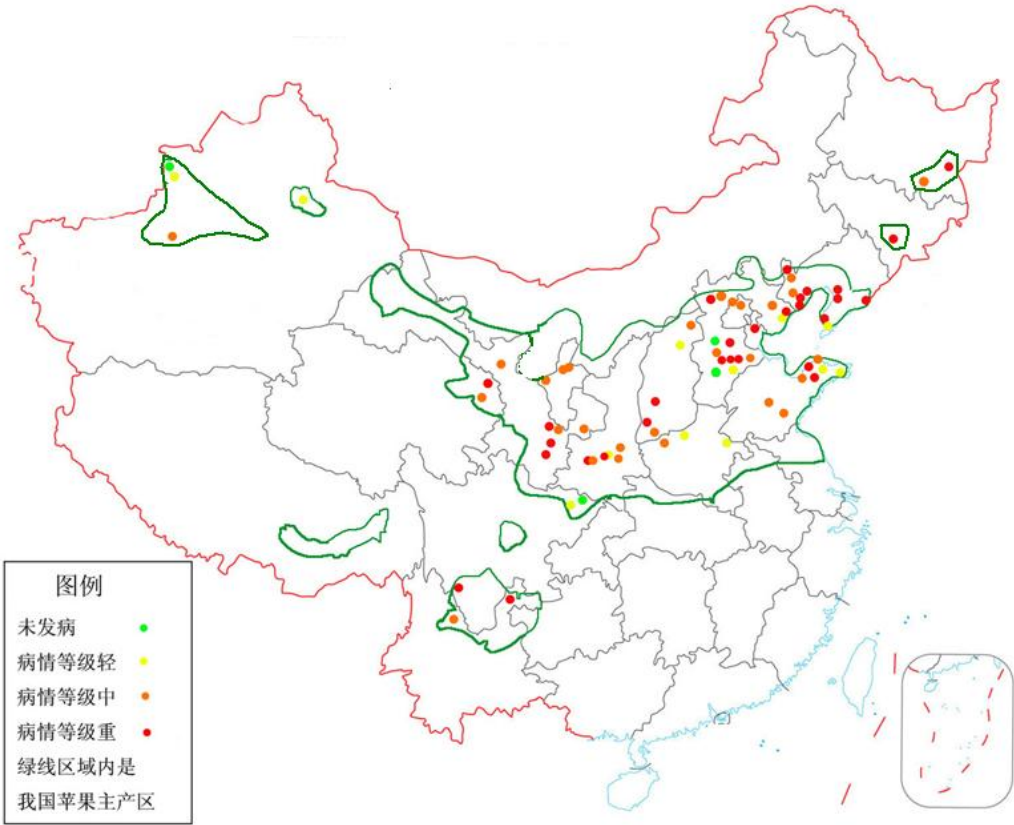 图例
未发病
病情等级轻
病情等级中
病情等级重
绿线区域内是
我国苹果主产区